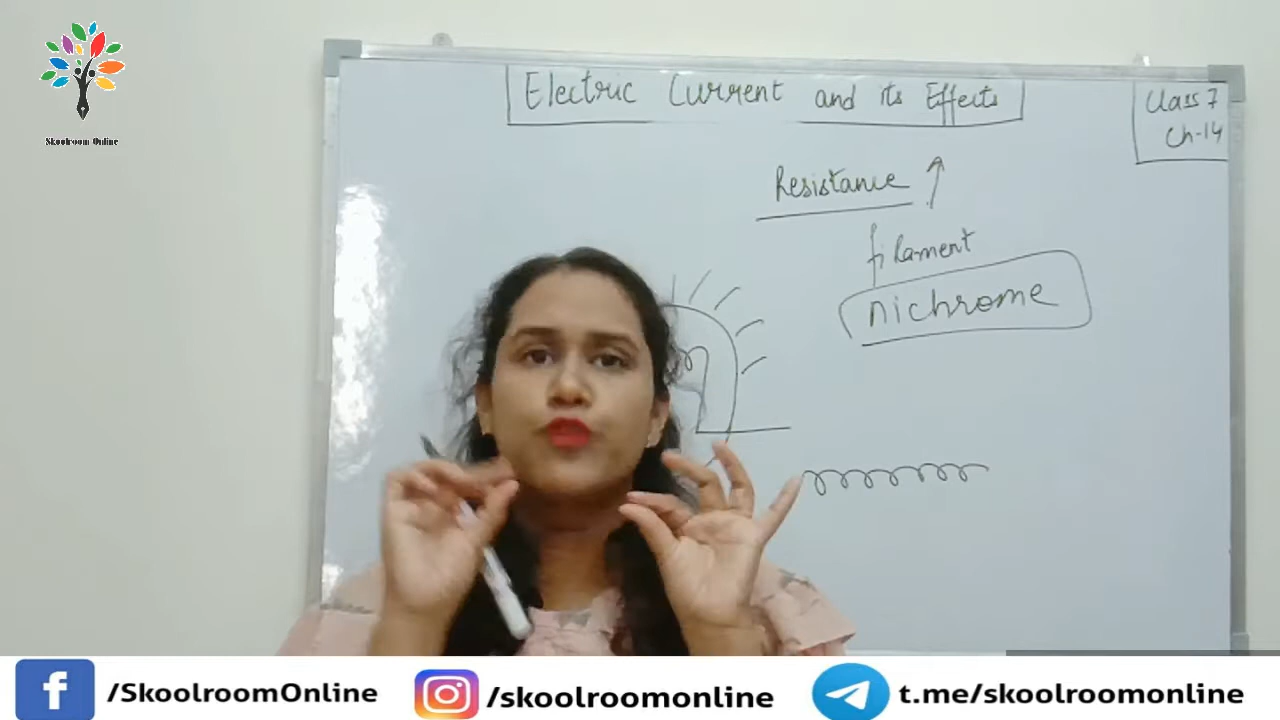 Skoolroom Online
Electric Current and its Effects
Class 7
Ch-14
Resistance
filament
nichrome
/SkoolroomOnline
/skoolroomonline
t.me/skoolroomonline